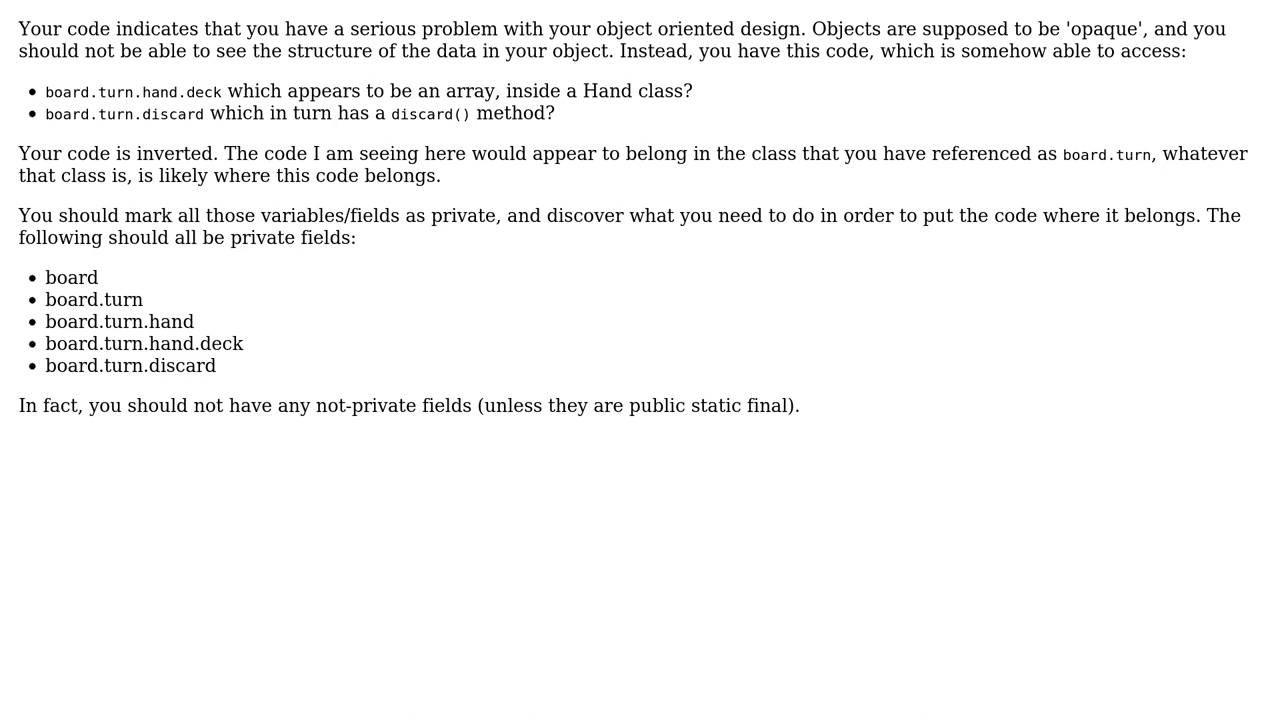 Your code indicates that you have a serious problem with your object oriented design. Objects are supposed to be 'opaque', and you
should not be able to see the structure of the data in your object. Instead, you have this code, which is somehow able to access:
• board.turn.hand.deck which appears to be an array, inside a Hand class?
• board.turn.discard which in turn has a discard() method?
Your code is inverted. The code I am seeing here would appear to belong in the class that you have referenced as board.turn, whatever
that class is, is likely where this code belongs.
You should mark all those variables/fields as private, and discover what you need to do in order to put the code where it belongs. The
following should all be private fields:
• board
• board.turn
• board.turn.hand
• board.turn.hand.deck
• board.turn.discard
In fact, you should not have any not-private fields (unless they are public static final).